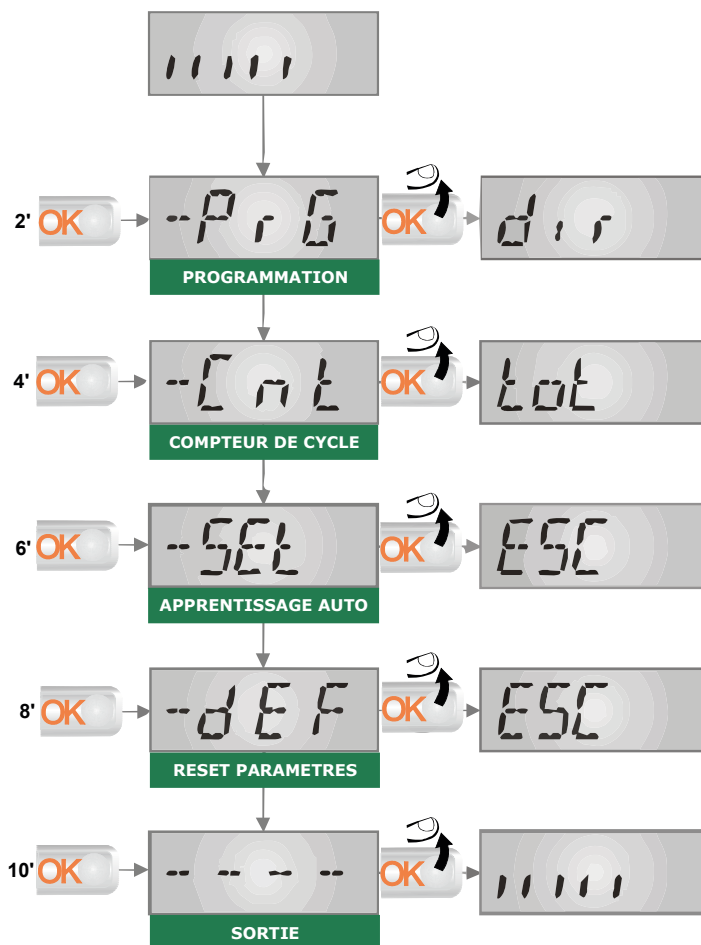 2' OK -PrG OK dir
PROGRAMMATION
4' OK -Cnt OK tot
COMPTEUR DE CYCLE
6' OK -SEt OK ESC
APPRENTISSAGE AUTO
8' OK -dEF OK ESC
RESET PARAMETRES
10' OK - - - - OK
SORTIE